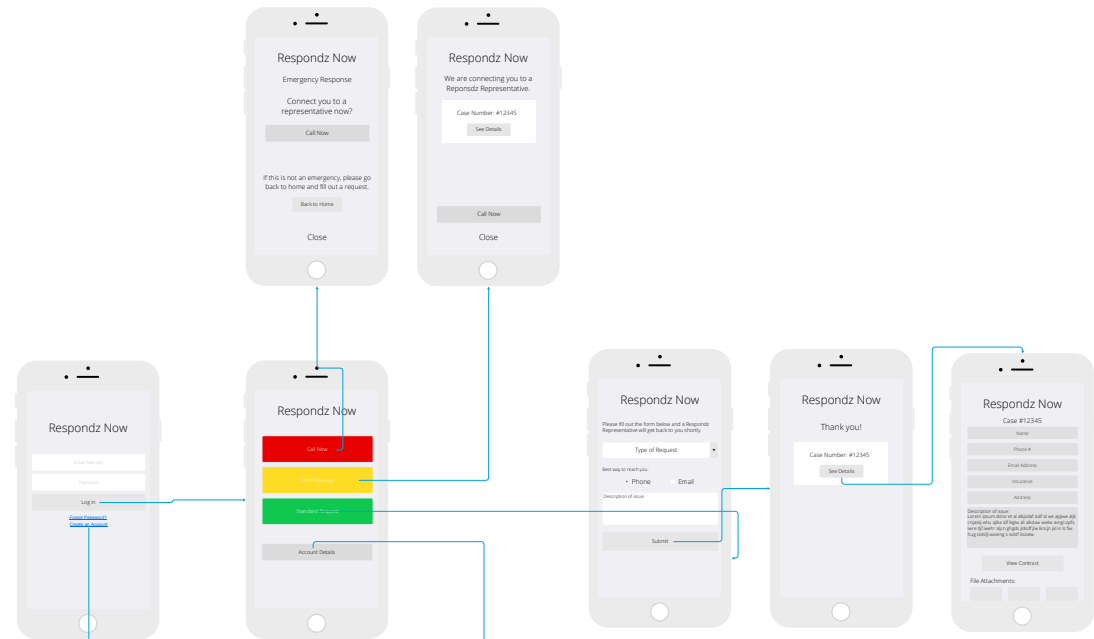 Respondz Now
Emergency Response
Connect you to a
representative now?
Call Now
If this is not an emergency, please go
back to home and fill out a request.
Back to Home
Close
Respondz Now
We are connecting you to a
Reponsdz Representative.
Case Number: #12345
See Details
Call Now
Close
Respondz Now
Email Address
Password
Log in
Forgot Password?
Create an Account
Respondz Now
Call Now
Standard Request
Account Details
Respondz Now
Please fill out the form below and a Respondz
Representative will get back to you shortly.
Type of Request
Best way to reach you:
Phone Email
Description of issue
Submit
Respondz Now
Thank you!
Case Number: #12345
See Details
Respondz Now
Case #12345
Name
Phone #
Email Address
Insurance
Address
Description of issue:
Lorem ipsum dolor et al
View Contract
File Attachments: